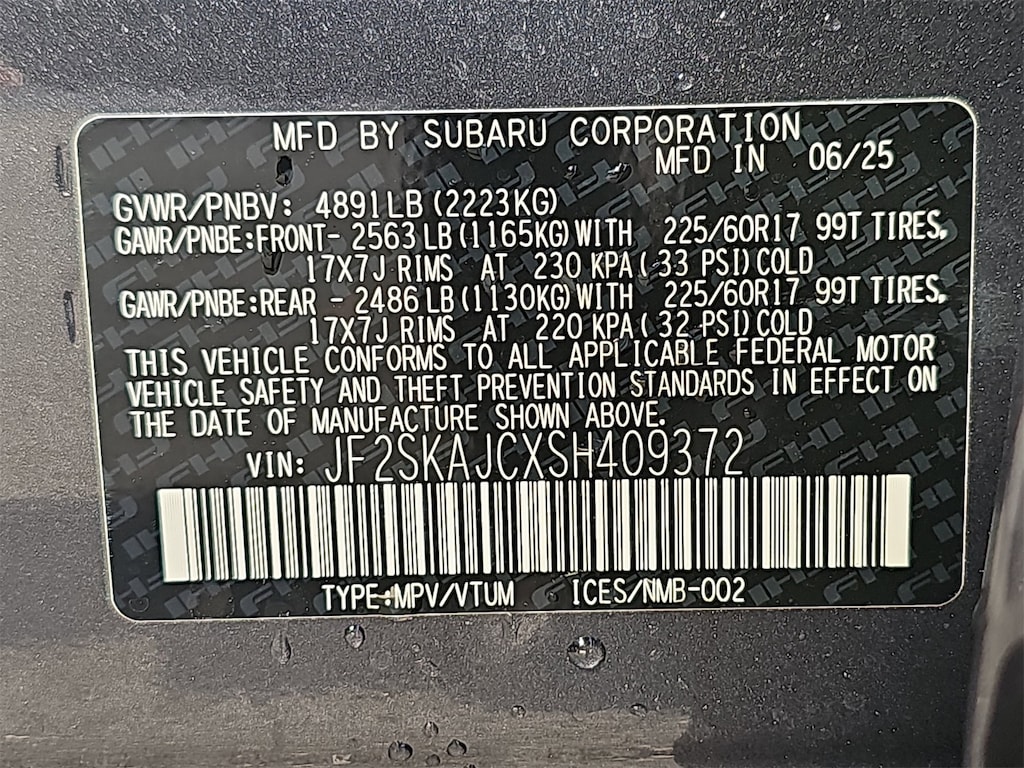 MFD BY SUBARU CORPORATION
MFD IN 06/25
GVWR/PNBV: 4891LB (2223KG)
GAWR/PNBE:FRONT- 2563 LB (1165KG) WITH 225/60R17 99T TIRES,
17X7J RIMS AT 230 KPA( 33 PSI) COLD
GAWR/PNBE:REAR - 2486 LB (1130KG) WITH 225/60R17 99T TIRES,
17X7J RIMS AT 220 KPA( 32 PSI) COLD
THIS VEHICLE CONFORMS TO ALL APPLICABLE FEDERAL MOTOR
VEHICLE SAFETY AND THEFT PREVENTION STANDARDS IN EFFECT ON
THE DATE OF MANUFACTURE SHOWN ABOVE.
VIN: JF2SKAJCXSH409372
TYPE:MPV/VTUM ICES/NMB-002